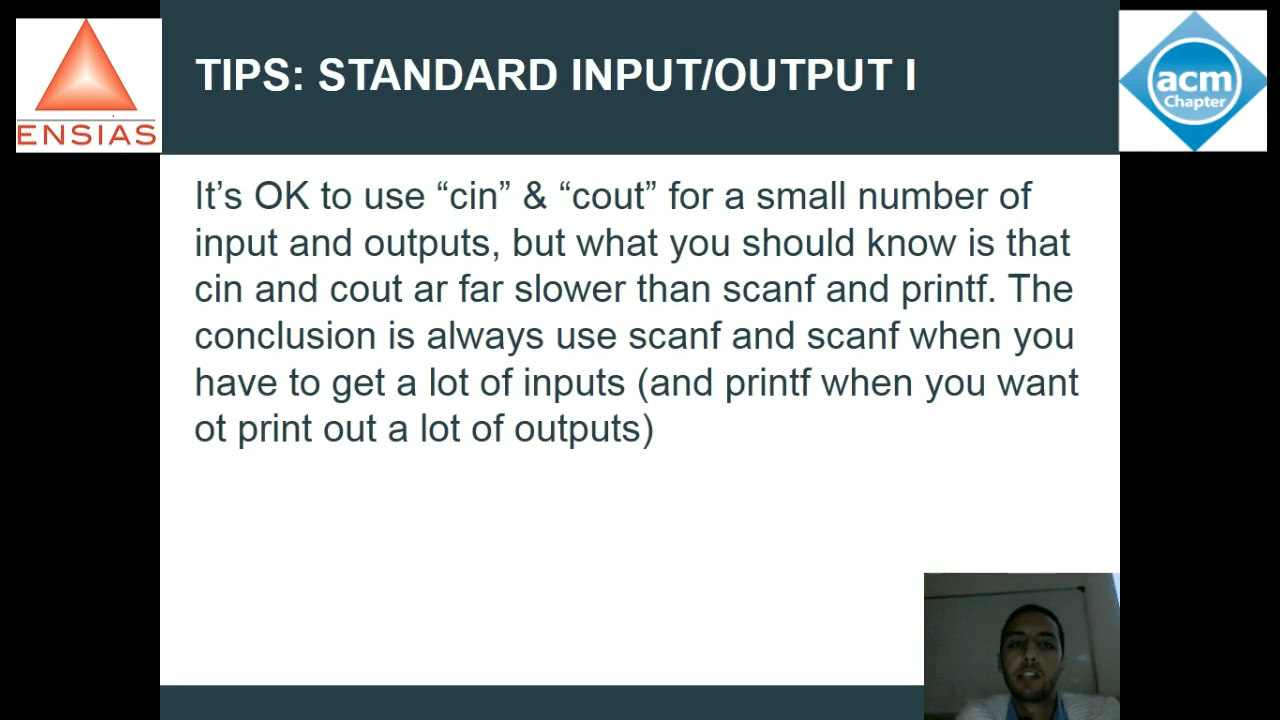 ENSIAS
TIPS: STANDARD INPUT/OUTPUT I
acm
Chapter
It’s OK to use “cin” & “cout” for a small number of
input and outputs, but what you should know is that
cin and cout ar far slower than scanf and printf. The
conclusion is always use scanf and scanf when you
have to get a lot of inputs (and printf when you want
ot print out a lot of outputs)